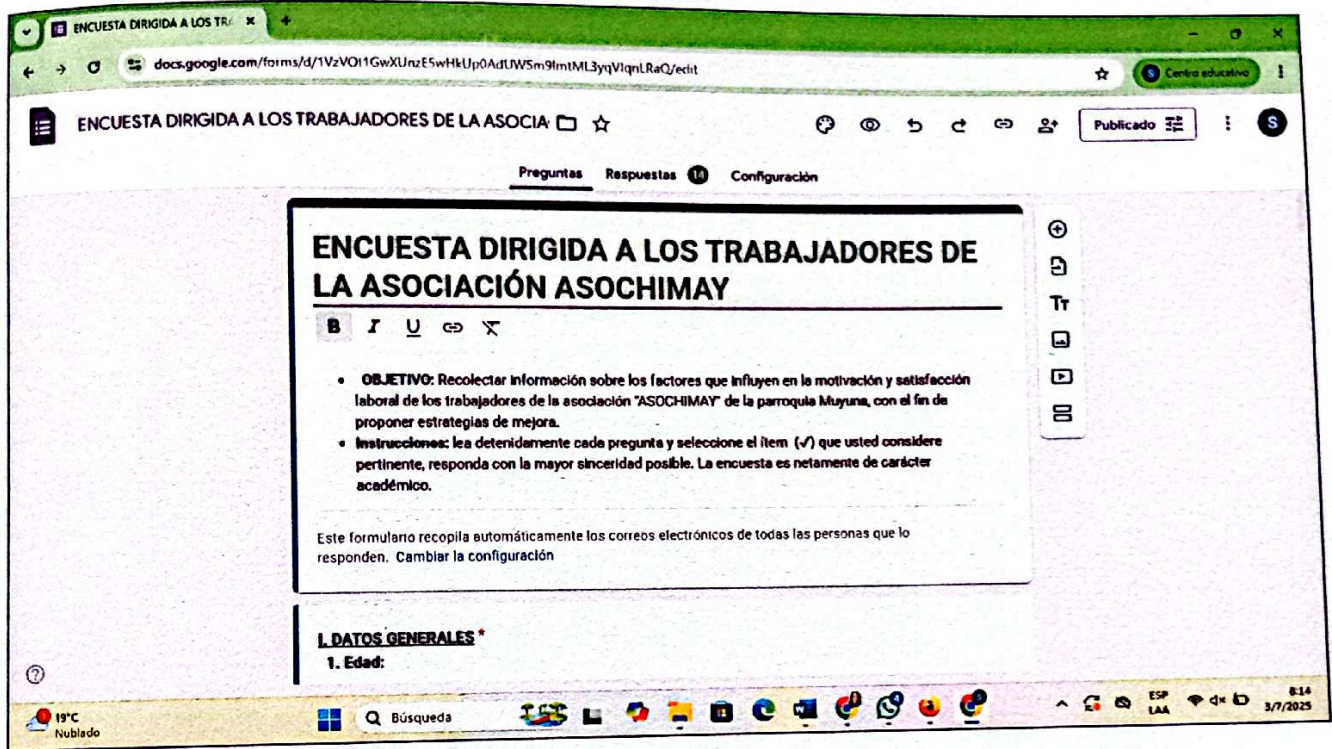 ENCUESTA DIRIGIDA A LOS TRA
docs.google.com/forms/d/
/edit
Centro educativo
ENCUESTA DIRIGIDA A LOS TRABAJADORES DE LA ASOCIA
Publicado
S
Preguntas Respuestas 14 Configuración
ENCUESTA DIRIGIDA A LOS TRABAJADORES DE
LA ASOCIACIÓN ASOCHIMAY
B I U
Tт
• OBJETIVO: Recolectar información sobre los factores que influyen en la motivación y satisfacción
laboral de los trabajadores de la asociación "ASOCHIMAY" de la parroquia Muyuna, con el fin de
proponer estrategias de mejora.
• Instrucciones: lea detenidamente cada pregunta y seleccione el ítem (✓) que usted considere
pertinente, responda con la mayor sinceridad posible. La encuesta es netamente de carácter
académico.
Este formulario recopila automáticamente los correos electrónicos de todas las personas que lo
responden. Cambiar la configuración
I. DATOS GENERALES *
1. Edad:
19°C
Nublado
Búsqueda
ESP
LAA
8:14
3/7/2025